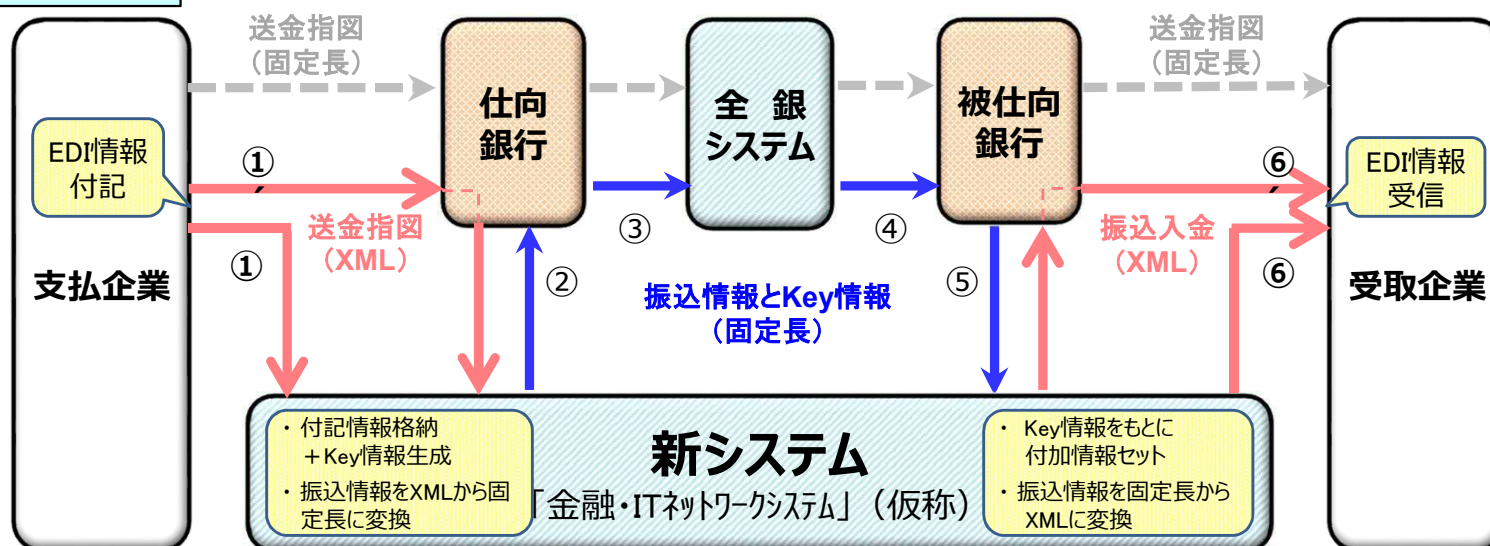 送金指図
（固定長）
送金指図
（固定長）
仕向
銀行
全 銀
システム
被仕向
銀行
EDI情報
付記
①
⑥
EDI情報
受信
③
④
送金指図
（XML）
振込入金
（XML）
①
②
⑤
⑥
支払企業
受取企業
振込情報とKey情報
（固定長）
・ 付記情報格納
＋Key情報生成
・ 振込情報をXMLから固
定長に変換
新システム
「金融・ITネットワークシステム」（仮称）
・ Key情報をもとに
付加情報セット
・ 振込情報を固定長から
XMLに変換